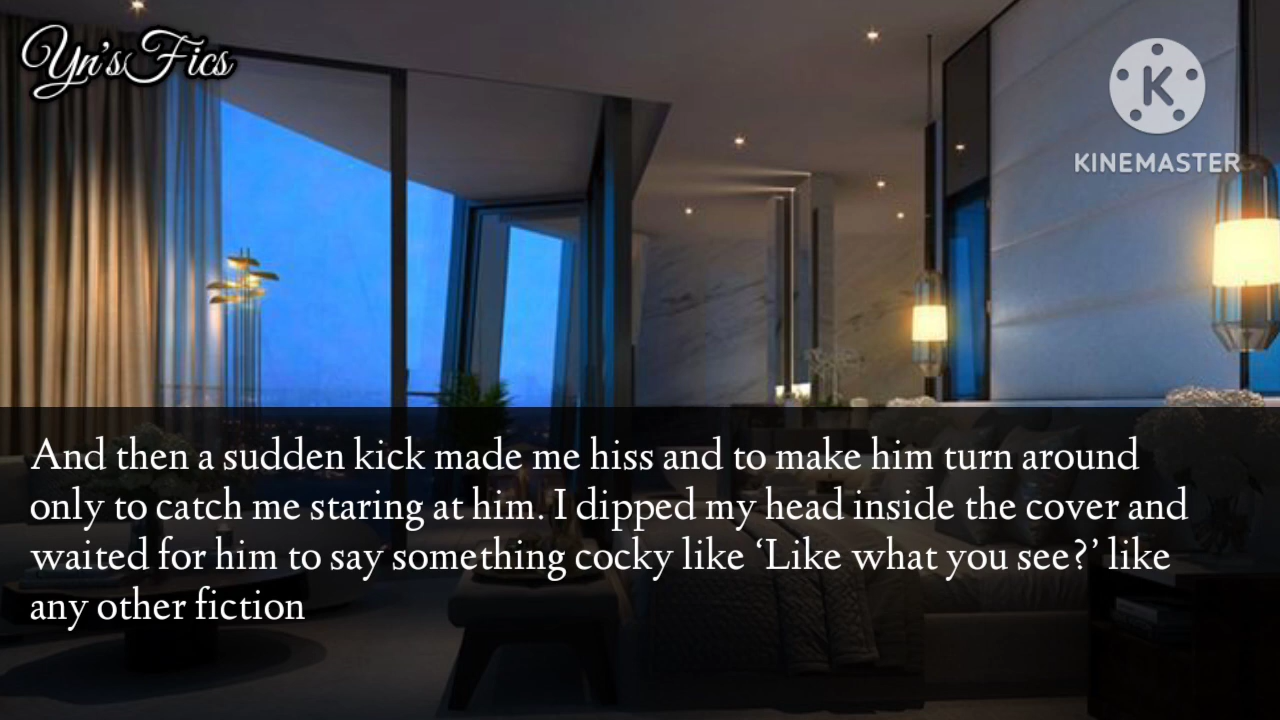 Yn's Fics
KINEMASTER
And then a sudden kick made me hiss and to make him turn around
only to catch me staring at him. I dipped my head inside the cover and
waited for him to say something cocky like ‘Like what you see?’ like
any other fiction